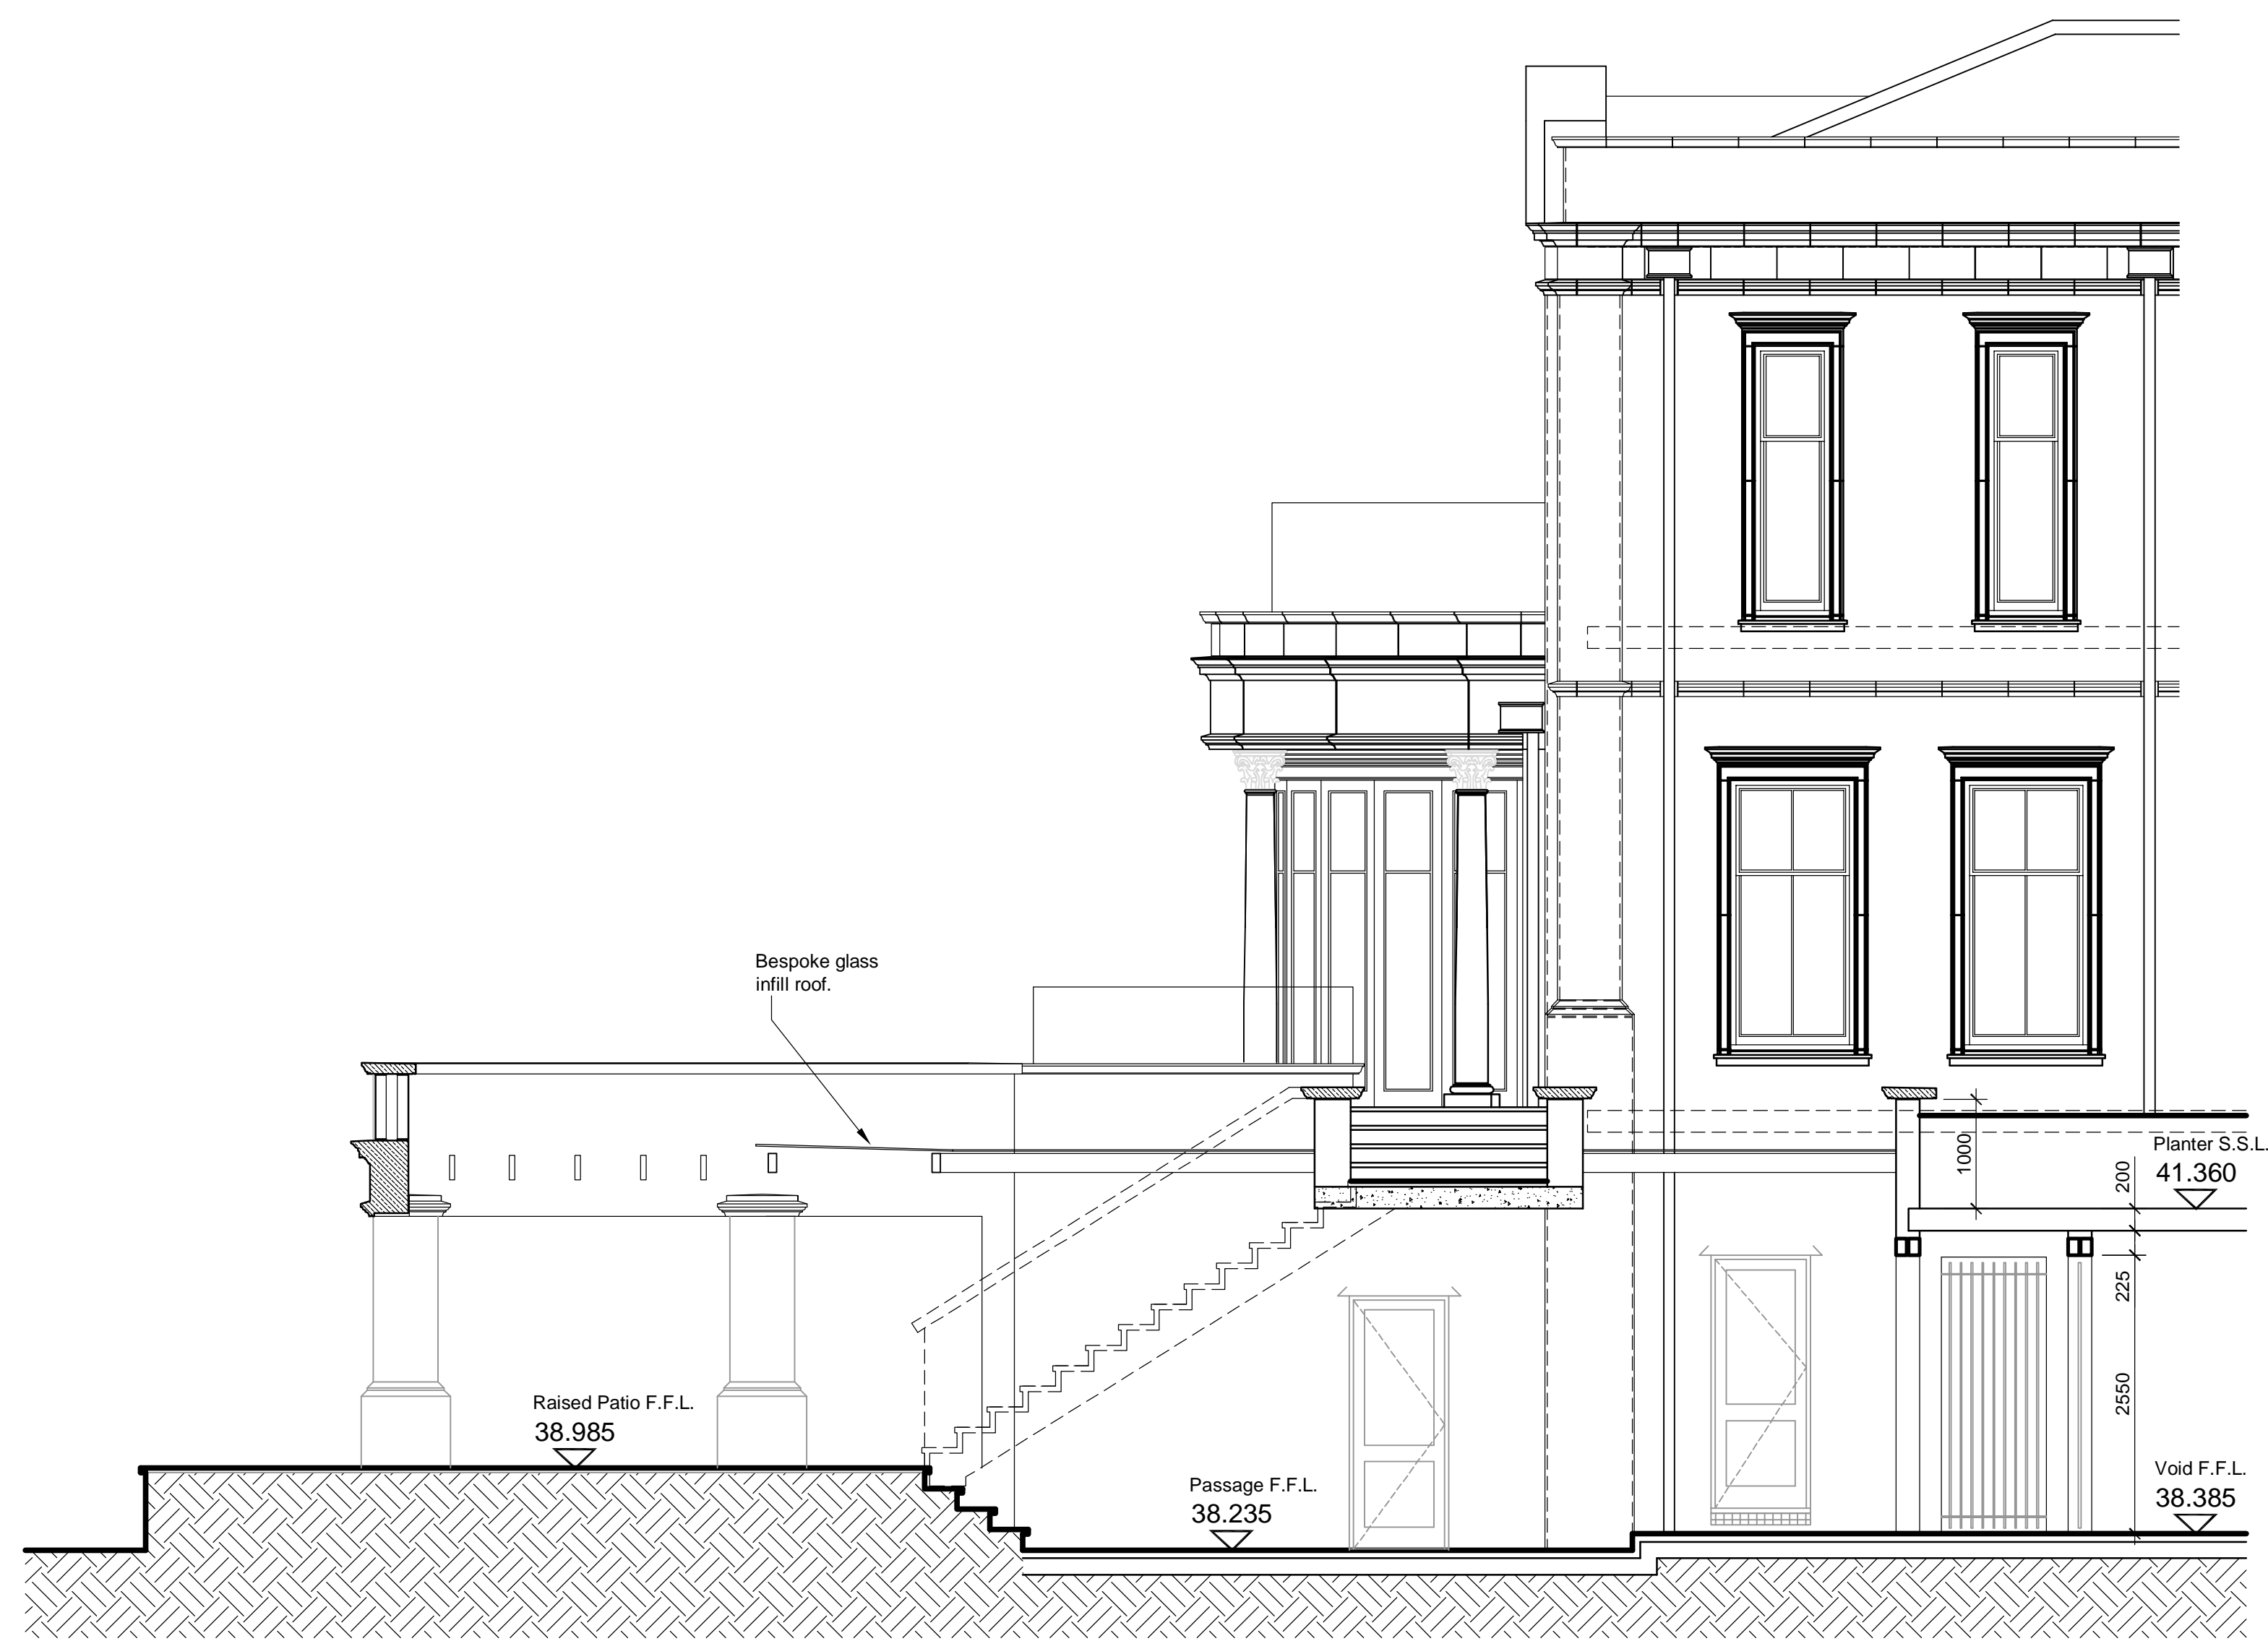 Bespoke glass
infill roof.
Planter S.S.L.
41.360
1000
200
225
2550
Raised Patio F.F.L.
38.985
Passage F.F.L.
38.235
Void F.F.L.
38.385